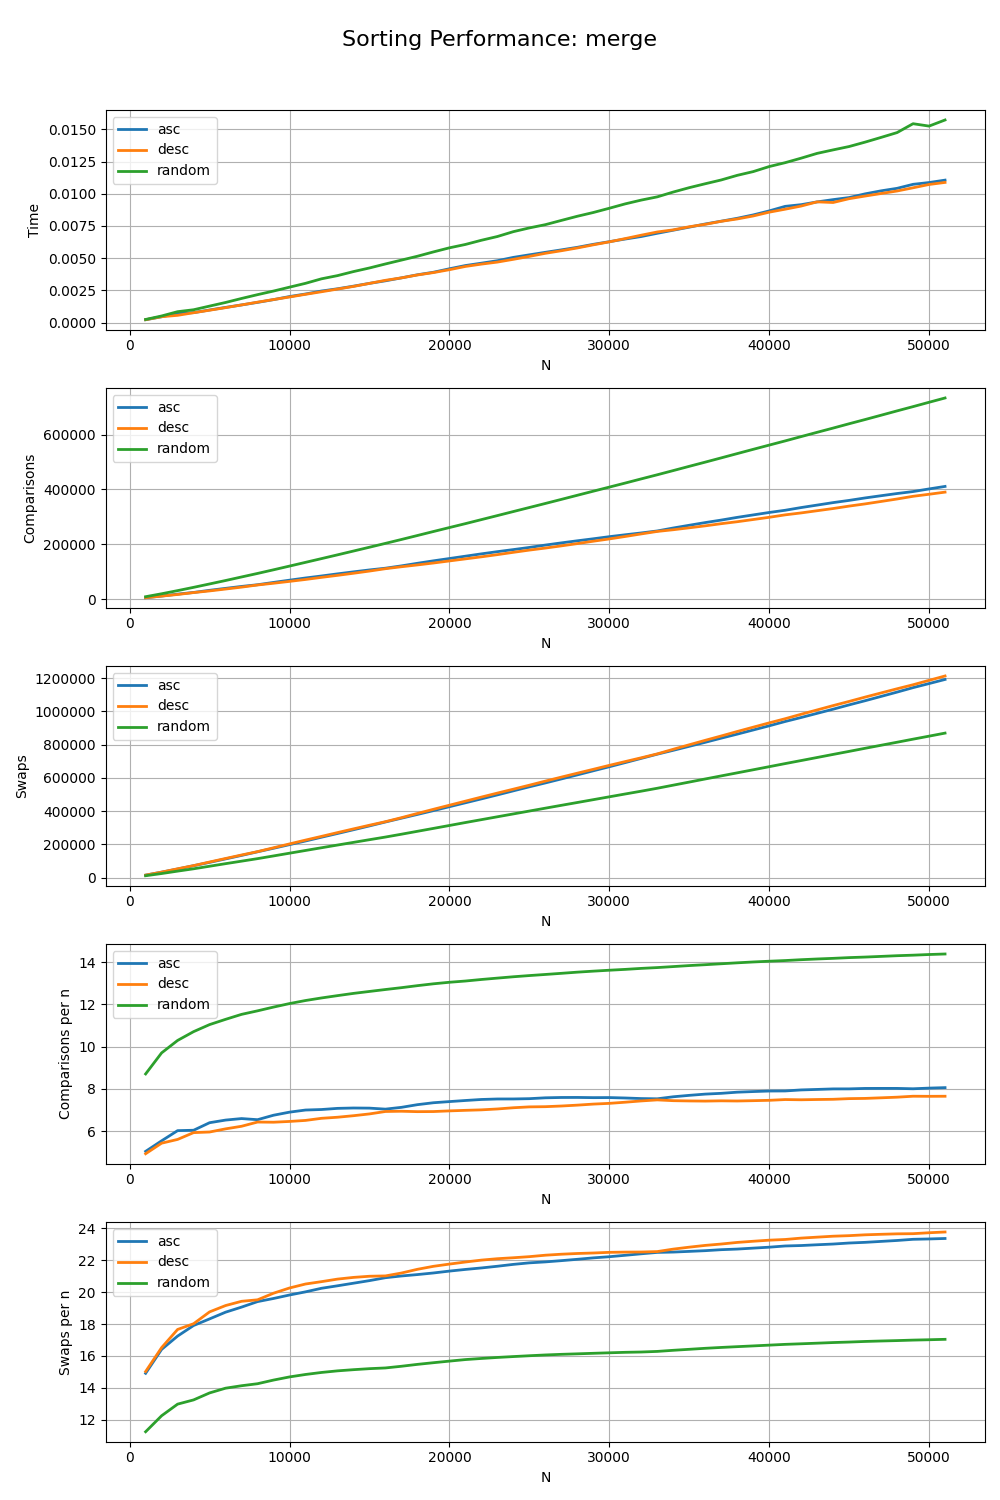 Sorting Performance: merge
0.0150
0.0125
0.0100
0.0075
0.0050
0.0025
0.0000
Time
asc
desc
random
0 10000 20000 30000 40000 50000
N
600000
400000
200000
0
Comparisons
asc
desc
random
0 10000 20000 30000 40000 50000
N
1200000
1000000
800000
600000
400000
200000
0
Swaps
asc
desc
random
0 10000 20000 30000 40000 50000
N
14
12
10
8
6
Comparisons per n
asc
desc
random
0 10000 20000 30000 40000 50000
N
24
22
20
18
16
14
12
Swaps per n
asc
desc
random
0 10000 20000 30000 40000 50000
N